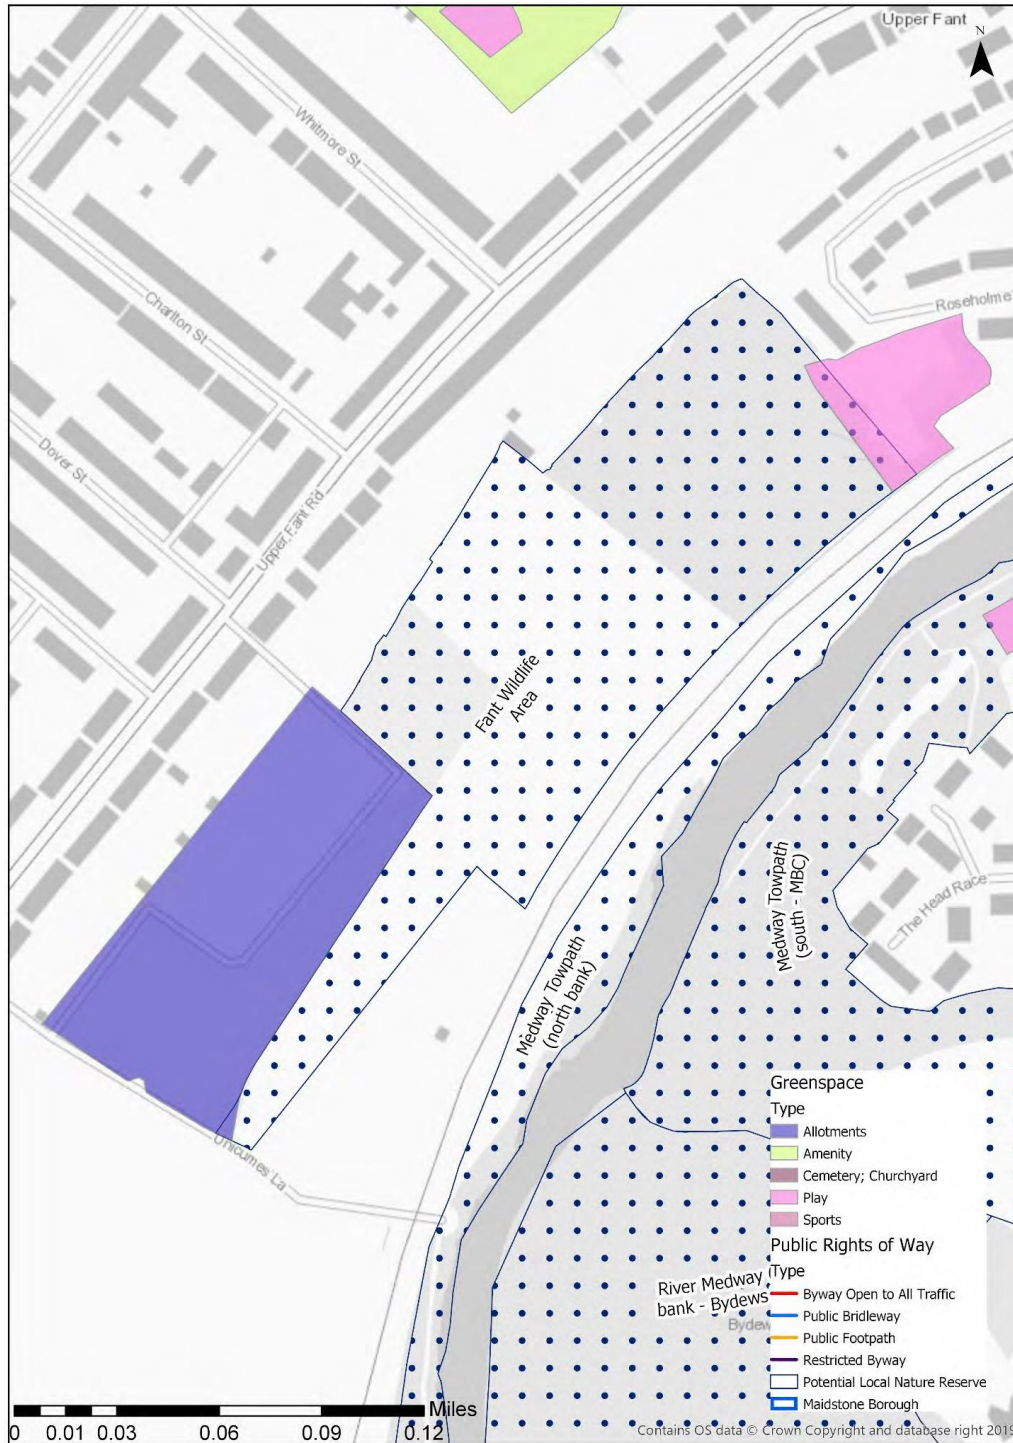 Upper Fant
N
Whitmore St
Roseholme
Charlton St
Dover St
Upper Fant Rd
Fant Wildlife
Area
Medway Towpath
(south - MBC)
The Head Race
Medway Towpath
(north bank)
Unicumes La
River Medway
bank - Bydews
Bydew
Greenspace
Type
Allotments
Amenity
Cemetery; Churchyard
Play
Sports
Public Rights of Way
Type
Byway Open to All Traffic
Public Bridleway
Public Footpath
Restricted Byway
Potential Local Nature Reserve
Maidstone Borough
Miles
0 0.01 0.03 0.06 0.09 0.12
Contains OS data © Crown Copyright and database right 2019